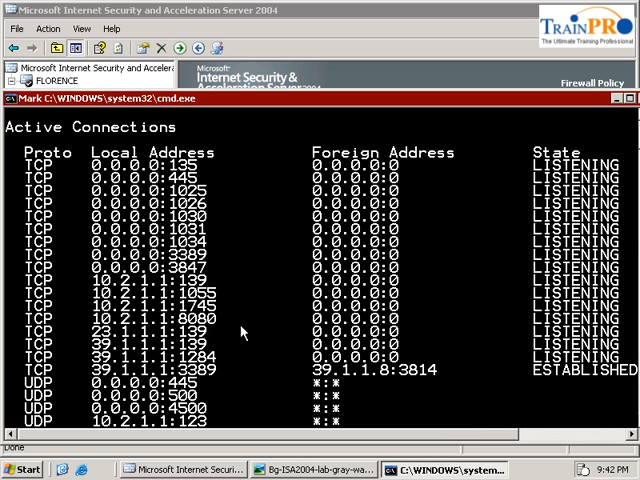 Microsoft Internet Security and Acceleration Server 2004
File Action View Help
TrainPRO
The Ultimate Training Professional
Microsoft Internet Security and Accelera
FLORENCE
Microsoft
Internet Security &
Acceleration Server 2004
Firewall Policy
Mark C:\WINDOWS\system32\cmd.exe
Active Connections
Proto Local Address Foreign Address State
TCP 0.0.0.0:135 0.0.0.0:0 LISTENING
TCP 0.0.0.0:445 0.0.0.0:0 LISTENING
TCP 0.0.0.0:1025 0.0.0.0:0 LISTENING
TCP 0.0.0.0:1026 0.0.0.0:0 LISTENING
TCP 0.0.0.0:1030 0.0.0.0:0 LISTENING
TCP 0.0.0.0:1031 0.0.0.0:0 LISTENING
TCP 0.0.0.0:1034 0.0.0.0:0 LISTENING
TCP 0.0.0.0:3389 0.0.0.0:0 LISTENING
TCP 0.0.0.0:3847 0.0.0.0:0 LISTENING
TCP 10.2.1.1:139 0.0.0.0:0 LISTENING
TCP 10.2.1.1:1055 0.0.0.0:0 LISTENING
TCP 10.2.1.1:1745 0.0.0.0:0 LISTENING
TCP 10.2.1.1:8080 0.0.0.0:0 LISTENING
TCP 23.1.1.1:139 0.0.0.0:0 LISTENING
TCP 39.1.1.1:139 0.0.0.0:0 LISTENING
TCP 39.1.1.1:1284 0.0.0.0:0 LISTENING
TCP 39.1.1.1:3389 39.1.1.8:3814 ESTABLISHED
UDP 0.0.0.0:445 *:*
UDP 0.0.0.0:500 *:*
UDP 0.0.0.0:4500 *:*
UDP 10.2.1.1:123 *:*
Done
Start Microsoft Internet Securi... Bg-ISA2004-lab-gray-wa... C:\WINDOWS\system... 9:42 PM